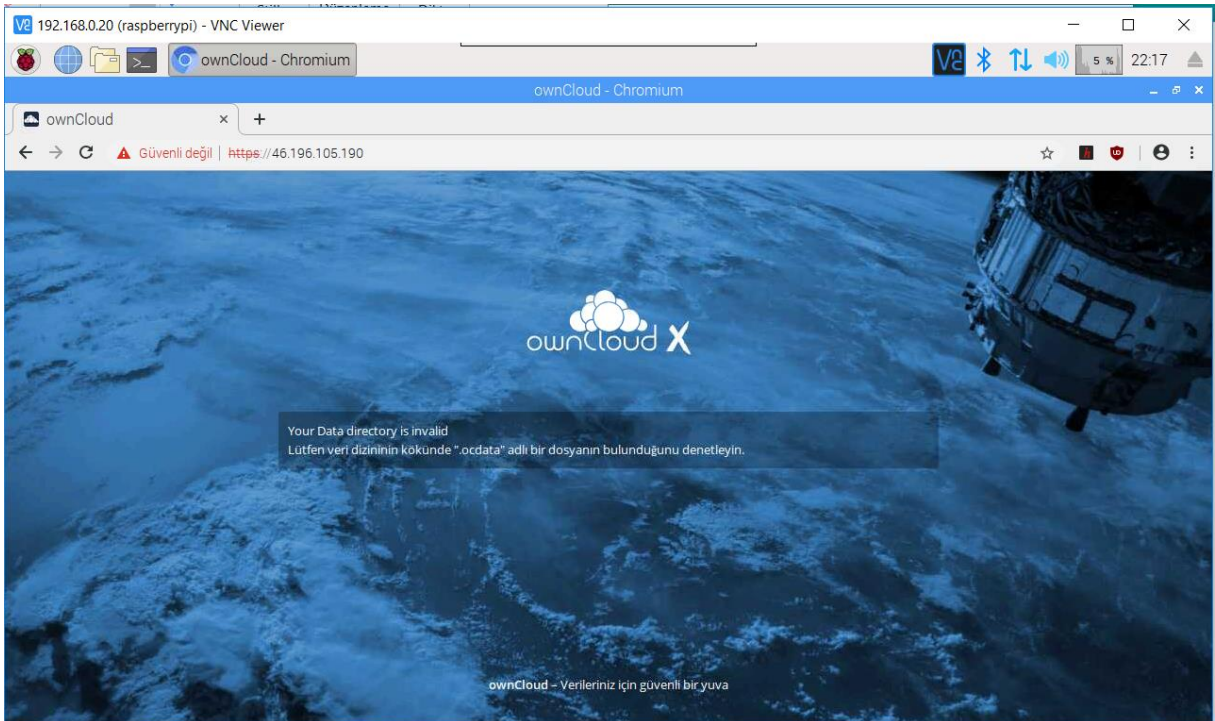 192.168.0.20 (raspberrypi) - VNC Viewer
ownCloud - Chromium
5 %
22:17
ownCloud - Chromium
ownCloud
Güvenli değil | https://46.196.105.190
ownCloud X
Your Data directory is invalid
Lütfen veri dizininin kökünde ".ocdata" adlı bir dosyanın bulunduğunu denetleyin.
ownCloud – Verileriniz için güvenli bir yuva